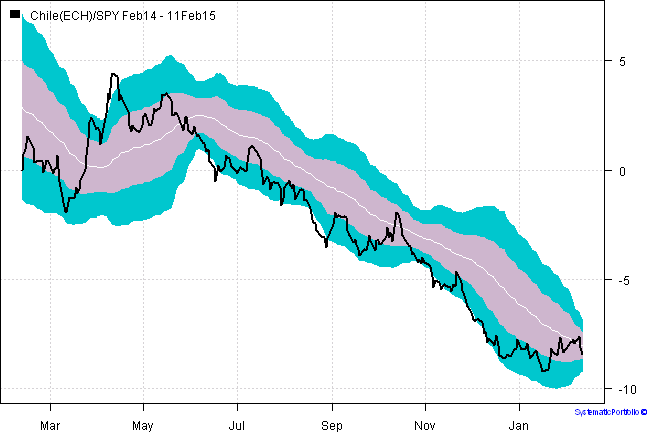 Chile(ECH)/SPY Feb14 - 11Feb15
5
0
-5
-10
Mar May Jul Sep Nov Jan
SystematicPortfolio ©